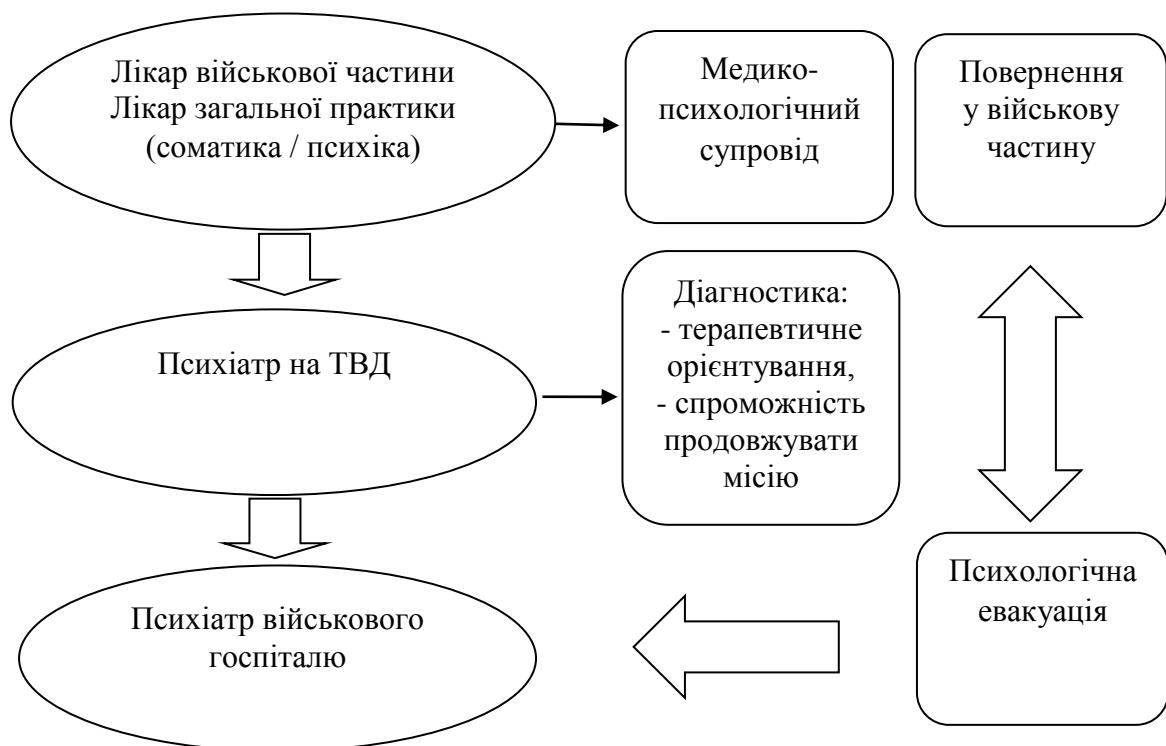 Лікар військової частини
Лікар загальної практики
(соматика / психіка)
Медико-
психологічний
супровід
Повернення
у військову
частину
Психіатр на ТВД
Діагностика:
- терапевтичне
орієнтування,
- спроможність
продовжувати
місію
Психіатр військового
госпіталю
Психологічна
евакуація